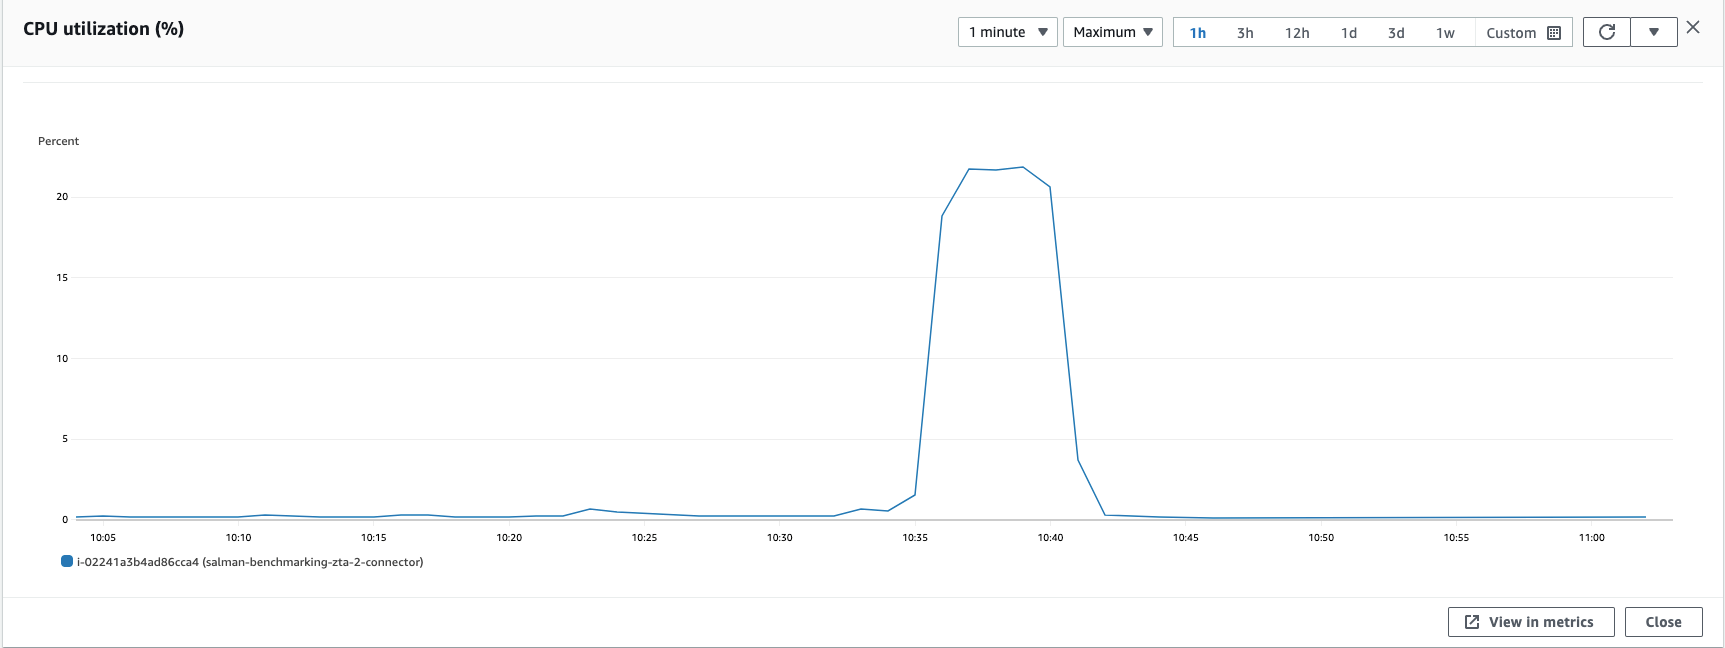 CPU utilization (%)
1 minute
Maximum
1h 3h 12h 1d 3d 1w Custom
Percent
20
15
10
5
0
10:05 10:10 10:15 10:20 10:25 10:30 10:35 10:40 10:45 10:50 10:55 11:00
i-02241a3b4ad86cca4 (salman-benchmarking-zta-2-connector)
View in metrics
Close